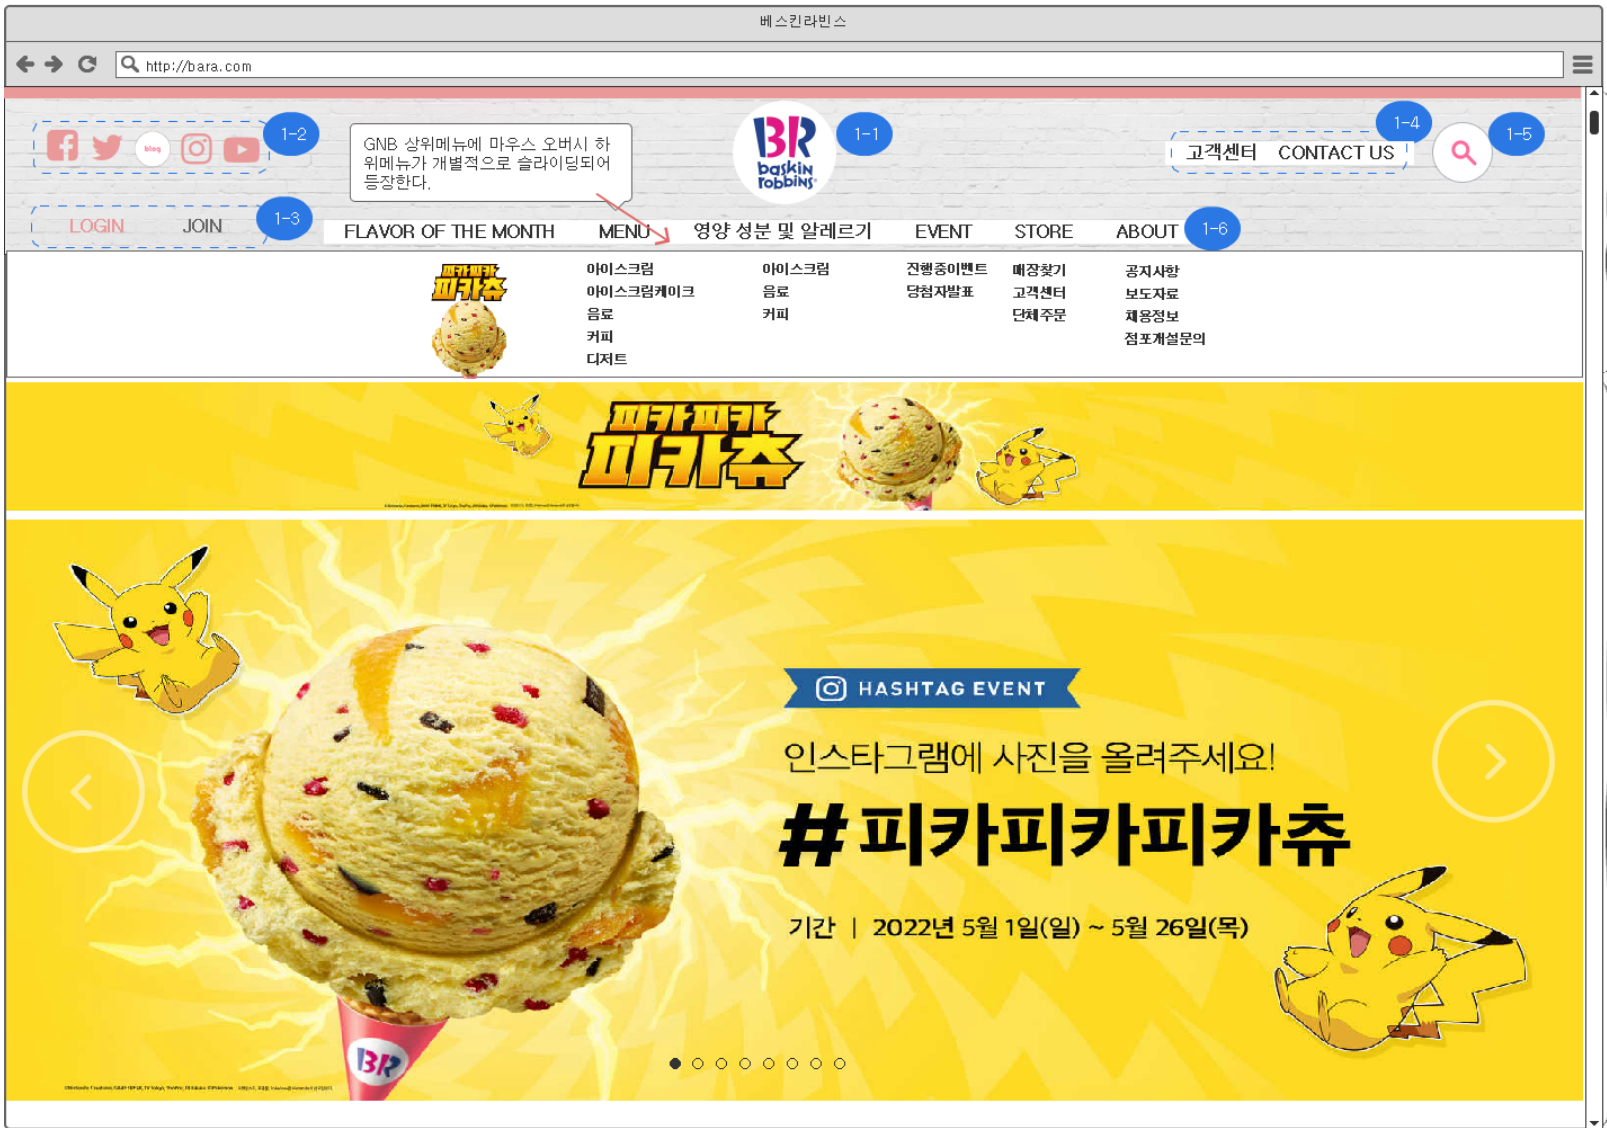 베스킨라빈스
http://bara.com
1-2
blog
GNB 상위메뉴에 마우스 오버시 하
위메뉴가 개별적으로 슬라이딩되어
등장한다.
BR
baskin
robbins
1-1
1-4
고객센터 CONTACT US
1-5
LOGIN JOIN
1-3
FLAVOR OF THE MONTH MENU 영양 성분 및 알레르기 EVENT STORE ABOUT
1-6
피카피카
피카츄
아이스크림
아이스크림케이크
음료
커피
디저트
아이스크림
음료
커피
진행중이벤트
당첨자발표
매장찾기
고객센터
단체주문
공지사항
보도자료
채용정보
점포개설문의
피카피카
피카츄
HASHTAG EVENT
인스타그램에 사진을 올려주세요!
#피카피카피카츄
기간 | 2022년 5월 1일(일) ~ 5월 26일(목)
BR